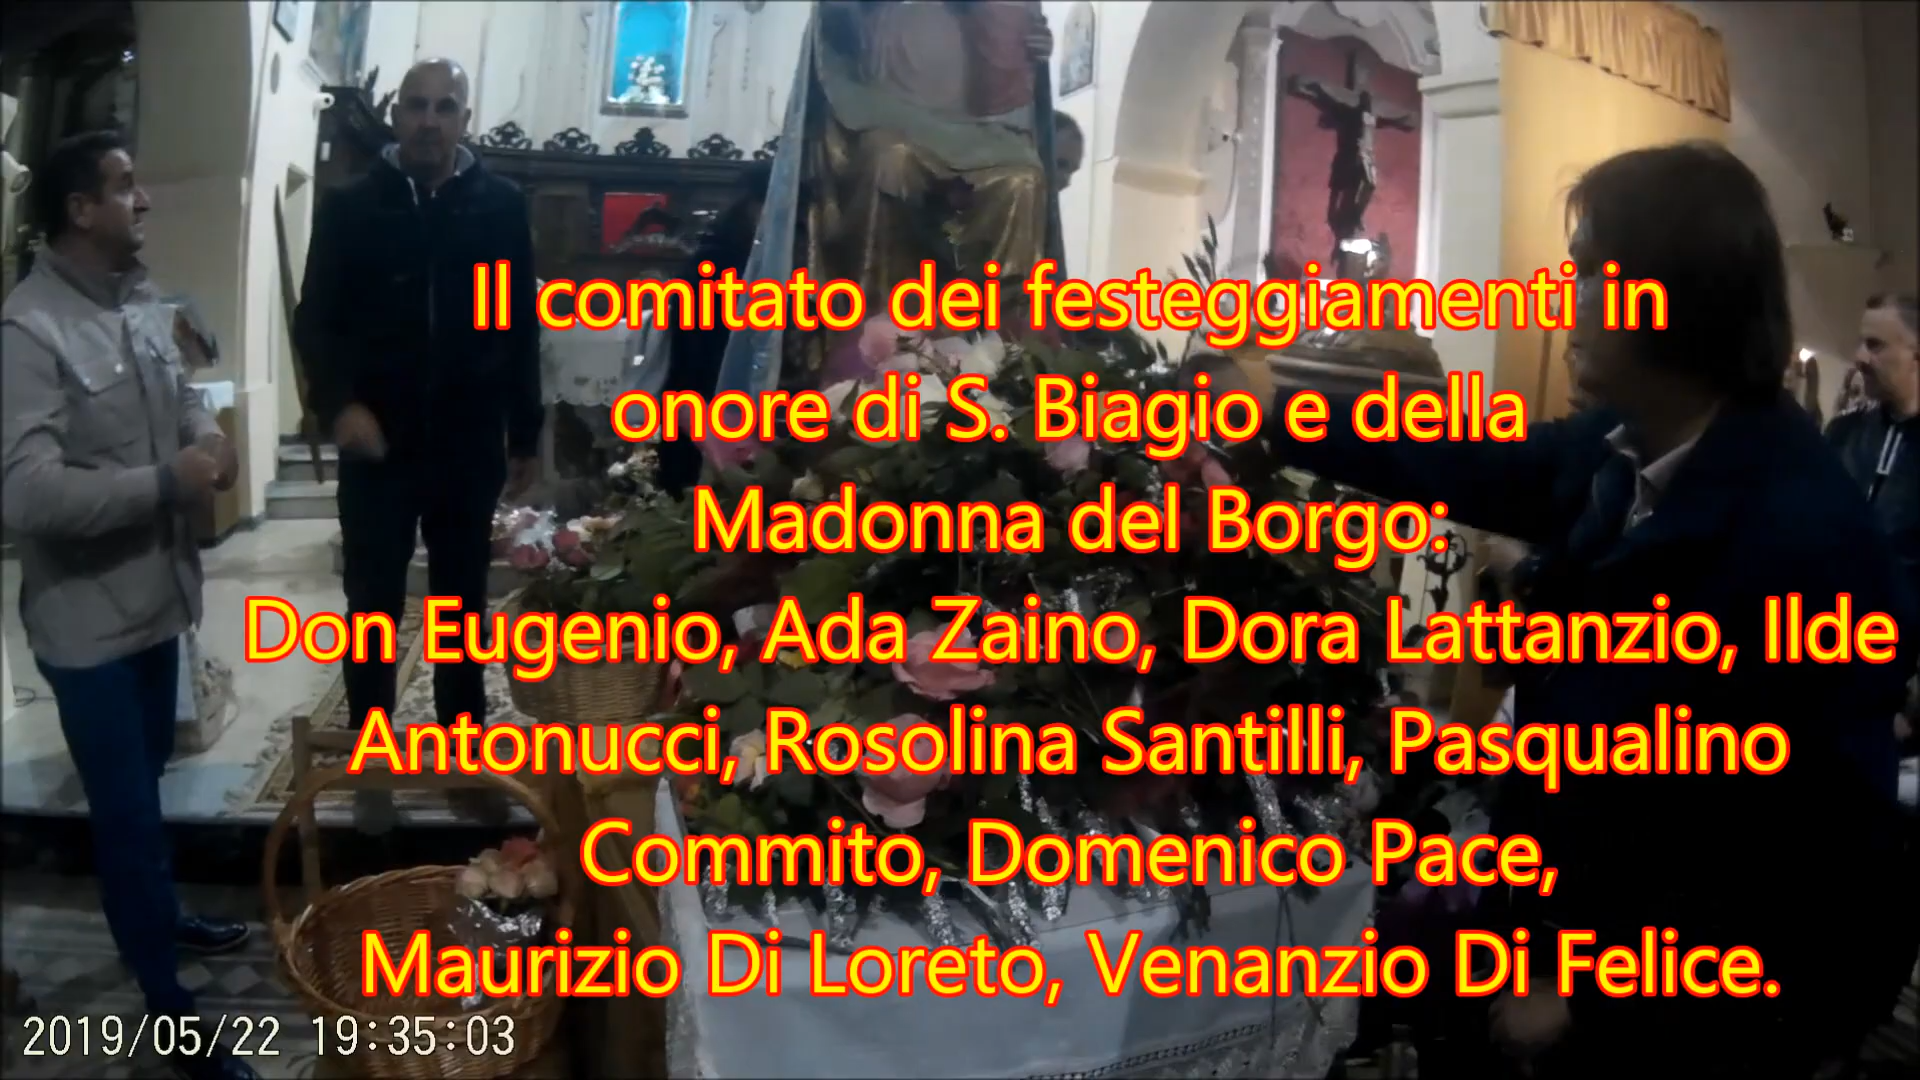 Il comitato dei festeggiamenti in
onore di S. Biagio e della
Madonna del Borgo:
Don Eugenio, Ada Zaino, Dora Lattanzio, Ilde
Antonucci, Rosolina Santilli, Pasqualino
Commito, Domenico Pace,
Maurizio Di Loreto, Venanzio Di Felice.
2019/05/22 19:35:03